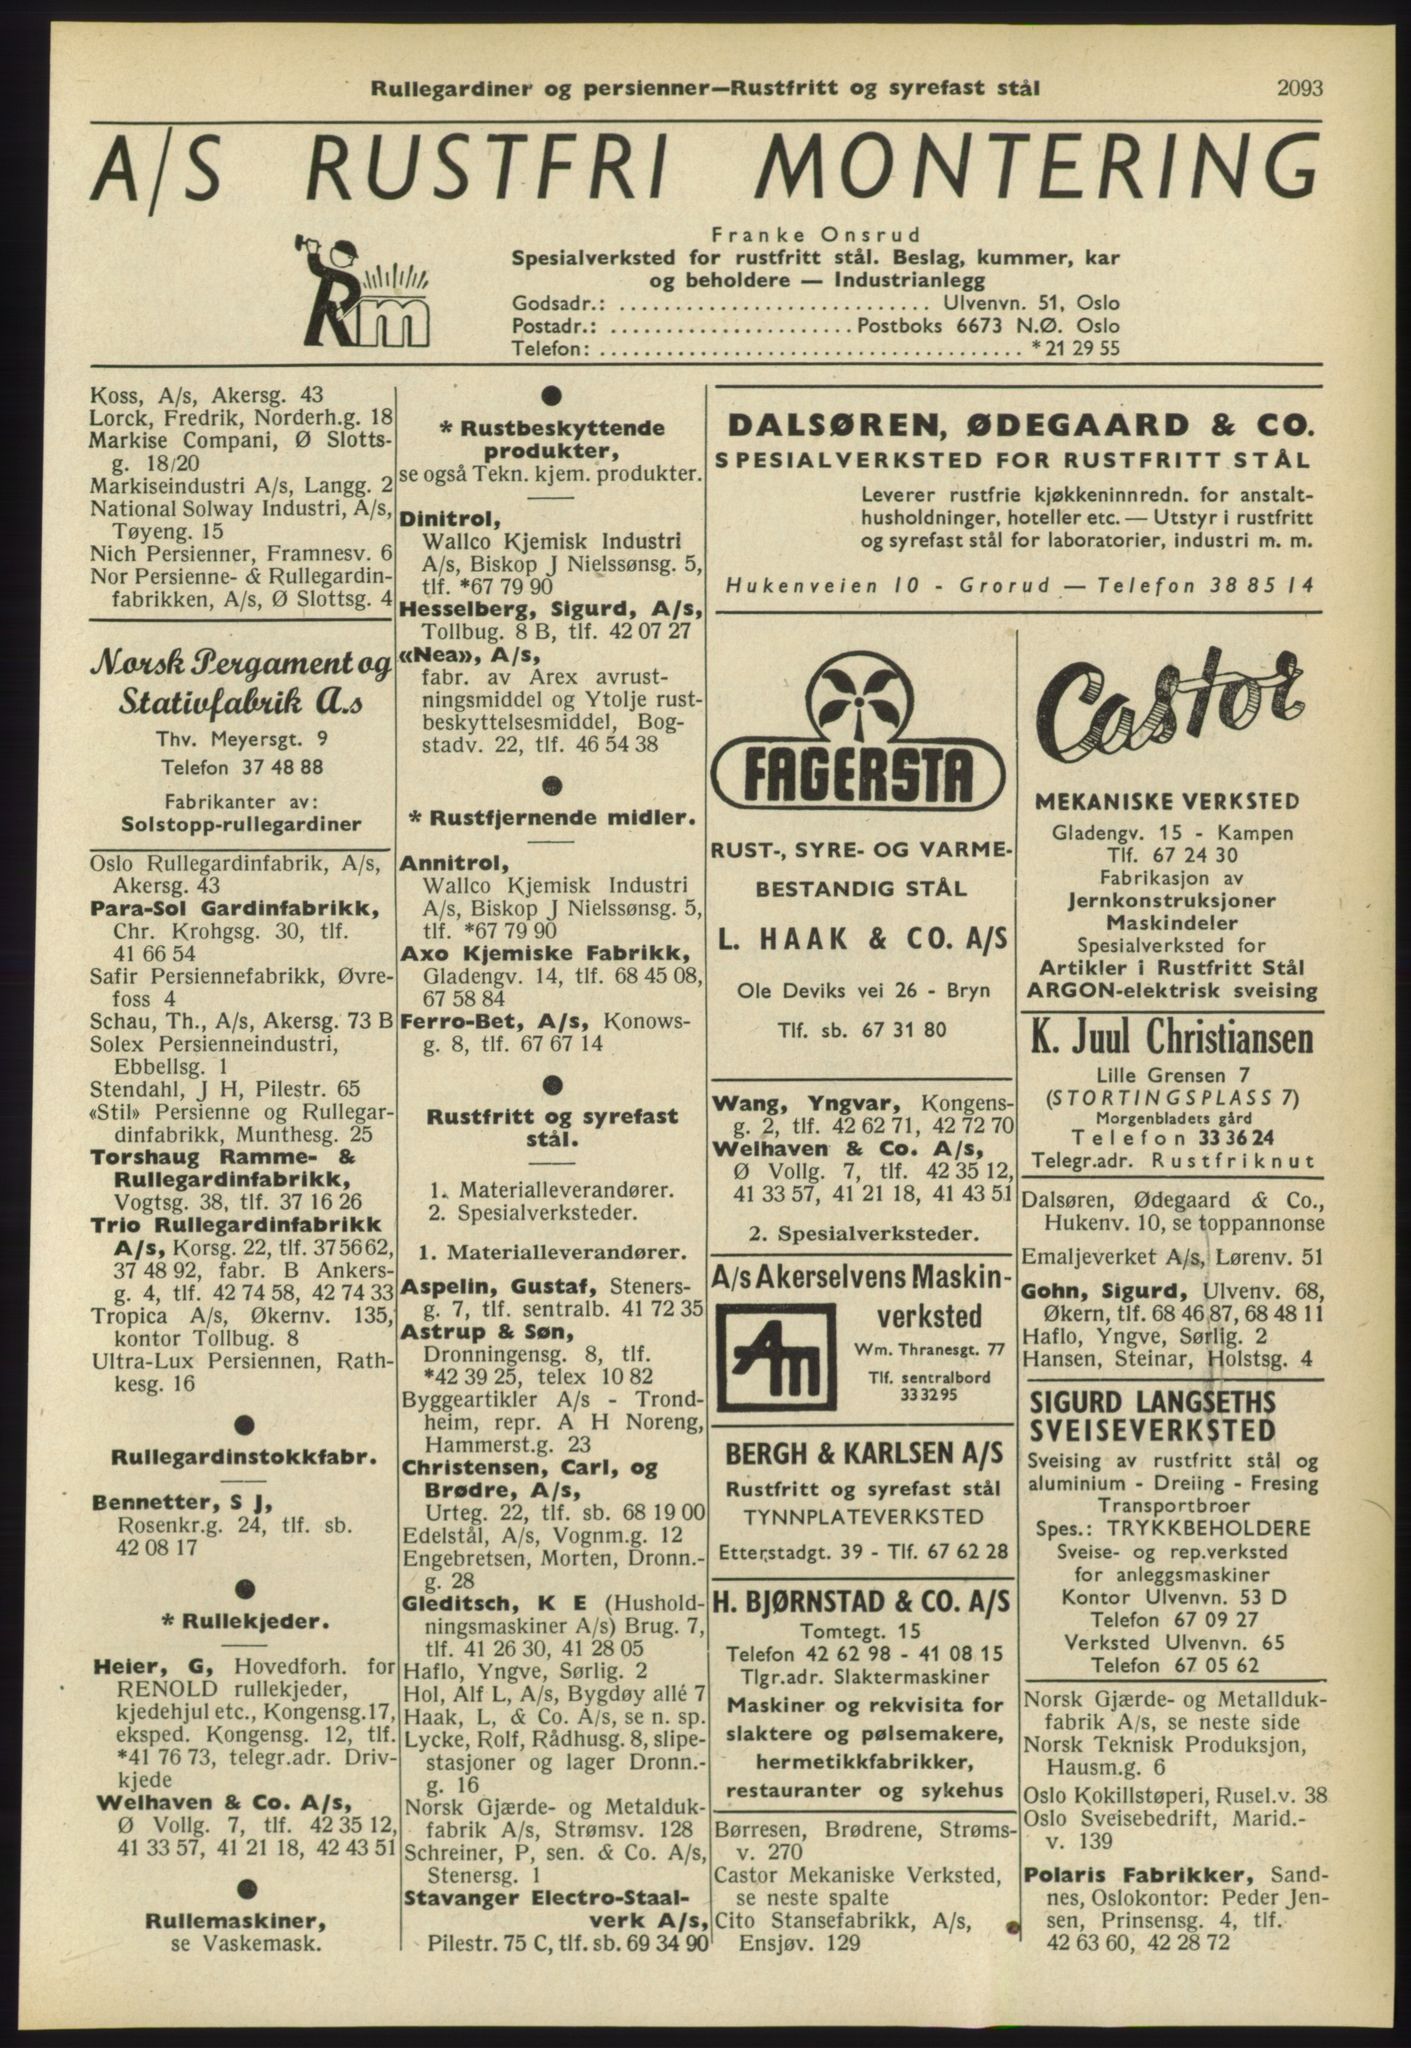 Rullegardiner og persienner—Rustfritt og syrefast stål
2093
A/S RUSTFRI MONTERING
Franke Onsrud
Spesialverksted for rustfritt stål. Beslag, kummer, kar
og beholdere — Industrianlegg
Godsadr.: ............................ Ulvenvn. 51, Oslo
Postadr.: ...................... Postboks 6673 N.Ø. Oslo
Telefon: ...................................... *21 29 55
Rm
Koss, A/s, Akersg. 43
Lorck, Fredrik, Norderh.g. 18
Markise Compani, Ø Slotts-
g. 18/20
Markiseindustri A/s, Langg. 2
National Solway Industri, A/s,
Tøyeng. 15
Nich Persienner, Framnesv. 6
Nor Persienne- & Rullegardin-
fabrikken, A/s, Ø Slottsg. 4
Norsk Pergament og
Stativfabrik A.s
Thv. Meyersgt. 9
Telefon 37 48 88
Fabrikanter av:
Solstopp-rullegardiner
Oslo Rullegardinfabrik, A/s,
Akersg. 43
Para-Sol Gardinfabrikk,
Chr. Krohgsg. 30, tlf.
41 66 54
Safir Persiennefabrikk, Øvre-
foss 4
Schau, Th., A/s, Akersg. 73 B
Solex Persienneindustri,
Ebbellsg. 1
Stendahl, J H, Pilestr. 65
«Stil» Persienne og Rullegar-
dinfabrikk, Munthesg. 25
Torshaug Ramme- &
Rullegardinfabrikk,
Vogtsg. 38, tlf. 37 16 26
Trio Rullegardinfabrikk
A/s, Korsg. 22, tlf. 37 56 62,
37 48 92, fabr. B Ankers-
g. 4, tlf. 42 74 58, 42 74 33
Tropica A/s, Økernv. 135,
kontor Tollbug. 8
Ultra-Lux Persiennen, Rath-
kesg. 16
Rullegardinstokkfabr.
Bennetter, S J,
Rosenkr.g. 24, tlf. sb.
42 08 17
* Rullekjeder.
Heier, G, Hovedforh. for
RENOLD rullekjeder,
kjedehjul etc., Kongensg. 17,
eksped. Kongensg. 12, tlf.
*41 76 73, telegr.adr. Driv-
kjede
Welhaven & Co. A/s,
Ø Vollg. 7, tlf. 42 35 12,
41 33 57, 41 21 18, 42 43 51
Rullemaskiner,
se Vaskemask.
* Rustbeskyttende
produkter,
se også Tekn. kjem. produkter.
Dinitrol,
Wallco Kjemisk Industri
A/s, Biskop J Nielssønsg. 5,
tlf. *67 79 90
Hesselberg, Sigurd, A/s,
Tollbug. 8 B, tlf. 42 07 27
«Nea», A/s,
fabr. av Arex avrust-
ningsmiddel og Ytolje rust-
beskyttelsesmiddel, Bog-
stadv. 22, tlf. 46 54 38
* Rustfjernende midler.
Annitrol,
Wallco Kjemisk Industri
A/s, Biskop J Nielssønsg. 5,
tlf. *67 79 90
Axo Kjemiske Fabrikk,
Gladengv. 14, tlf. 68 45 08,
67 58 84
Ferro-Bet, A/s, Konows-
g. 8, tlf. 67 67 14
Rustfritt og syrefast
stål.
1. Materialleverandører.
2. Spesialverksteder.
1. Materialleverandører.
Aspelin, Gustaf, Steners-
g. 7, tlf. sentralb. 41 72 35
Astrup & Søn,
Dronningensg. 8, tlf.
*42 39 25, telex 10 82
Byggeartikler A/s - Trond-
heim, repr. A H Noreng,
Hammerst.g. 23
Christensen, Carl, og
Brødre, A/s,
Urteg. 22, tlf. sb. 68 19 00
Edelstål, A/s, Vognm.g. 12
Engebretsen, Morten, Dronn.-
g. 28
Gleditsch, K E (Hushold-
ningsmaskiner A/s) Brug. 7,
tlf. 41 26 30, 41 28 05
Haflo, Yngve, Sørlig. 2
Hol, Alf L, A/s, Bygdøy allé 7
Haak, L, & Co. A/s, se n. sp.
Lycke, Rolf, Rådhusg. 8, slipe-
stasjoner og lager Dronn.-
g. 16
Norsk Gjærde- og Metalduk-
fabrik A/s, Strømsv. 128
Schreiner, P, sen. & Co. A/s,
Stenersg. 1
Stavanger Electro-Staal-
verk A/s,
Pilestr. 75 C, tlf. sb. 69 34 90
DALSØREN, ØDEGAARD & CO.
SPESIALVERKSTED FOR RUSTFRITT STÅL
Leverer rustfrie kjøkkeninnredn. for anstalt-
husholdninger, hoteller etc. — Utstyr i rustfritt
og syrefast stål for laboratorier, industri m. m.
Hukenveien 10 - Grorud — Telefon 38 85 14
FAGERSTA
RUST-, SYRE- OG VARME-
BESTANDIG STÅL
L. HAAK & CO. A/S
Ole Deviks vei 26 - Bryn
Tlf. sb. 67 31 80
Wang, Yngvar, Kongens-
g. 2, tlf. 42 62 71, 42 72 70
Welhaven & Co. A/s,
Ø Vollg. 7, tlf. 42 35 12,
41 33 57, 41 21 18, 41 43 51
2. Spesialverksteder.
A/s Akerselvens Maskin-
verksted
Am
Wm. Thranesgt. 77
Tlf. sentralbord
33 32 95
BERGH & KARLSEN A/S
Rustfritt og syrefast stål
TYNNPLATEVERKSTED
Etterstadgt. 39 - Tlf. 67 62 28
H. BJØRNSTAD & CO. A/S
Tomtegt. 15
Telefon 42 62 98 - 41 08 15
Tlgr.adr. Slaktermaskiner
Maskiner og rekvisita for
slaktere og pølsemakere,
hermetikkfabrikker,
restauranter og sykehus
Børresen, Brødrene, Strøms-
v. 270
Castor Mekaniske Verksted,
se neste spalte
Cito Stansefabrikk, A/s,
Ensjøv. 129
Castor
MEKANISKE VERKSTED
Gladengv. 15 - Kampen
Tlf. 67 24 30
Fabrikasjon av
Jernkonstruksjoner
Maskindeler
Spesialverksted for
Artikler i Rustfritt Stål
ARGON-elektrisk sveising
K. Juul Christiansen
Lille Grensen 7
(STORTINGSPLASS 7)
Morgenbladets gård
Telefon 33 36 24
Telegr.adr. Rustfriknut
Dalsøren, Ødegaard & Co.,
Hukenv. 10, se toppannonse
Emaljeverket A/s, Lørenv. 51
Gohn, Sigurd, Ulvenv. 68,
Økern, tlf. 68 46 87, 68 48 11
Haflo, Yngve, Sørlig. 2
Hansen, Steinar, Holstsg. 4
SIGURD LANGSETHS
SVEISEVERKSTED
Sveising av rustfritt stål og
aluminium - Dreiing - Fresing
Transportbroer
Spes.: TRYKKBEHOLDERE
Sveise- og rep.verksted
for anleggsmaskiner
Kontor Ulvenvn. 53 D
Telefon 67 09 27
Verksted Ulvenvn. 65
Telefon 67 05 62
Norsk Gjærde- og Metallduk-
fabrik A/s, se neste side
Norsk Teknisk Produksjon,
Hausm.g. 6
Oslo Kokillstøperi, Rusel.v. 38
Oslo Sveisebedrift, Marid.-
v. 139
Polaris Fabrikker, Sand-
nes, Oslokontor: Peder Jen-
sen, Prinsensg. 4, tlf.
42 63 60, 42 28 72